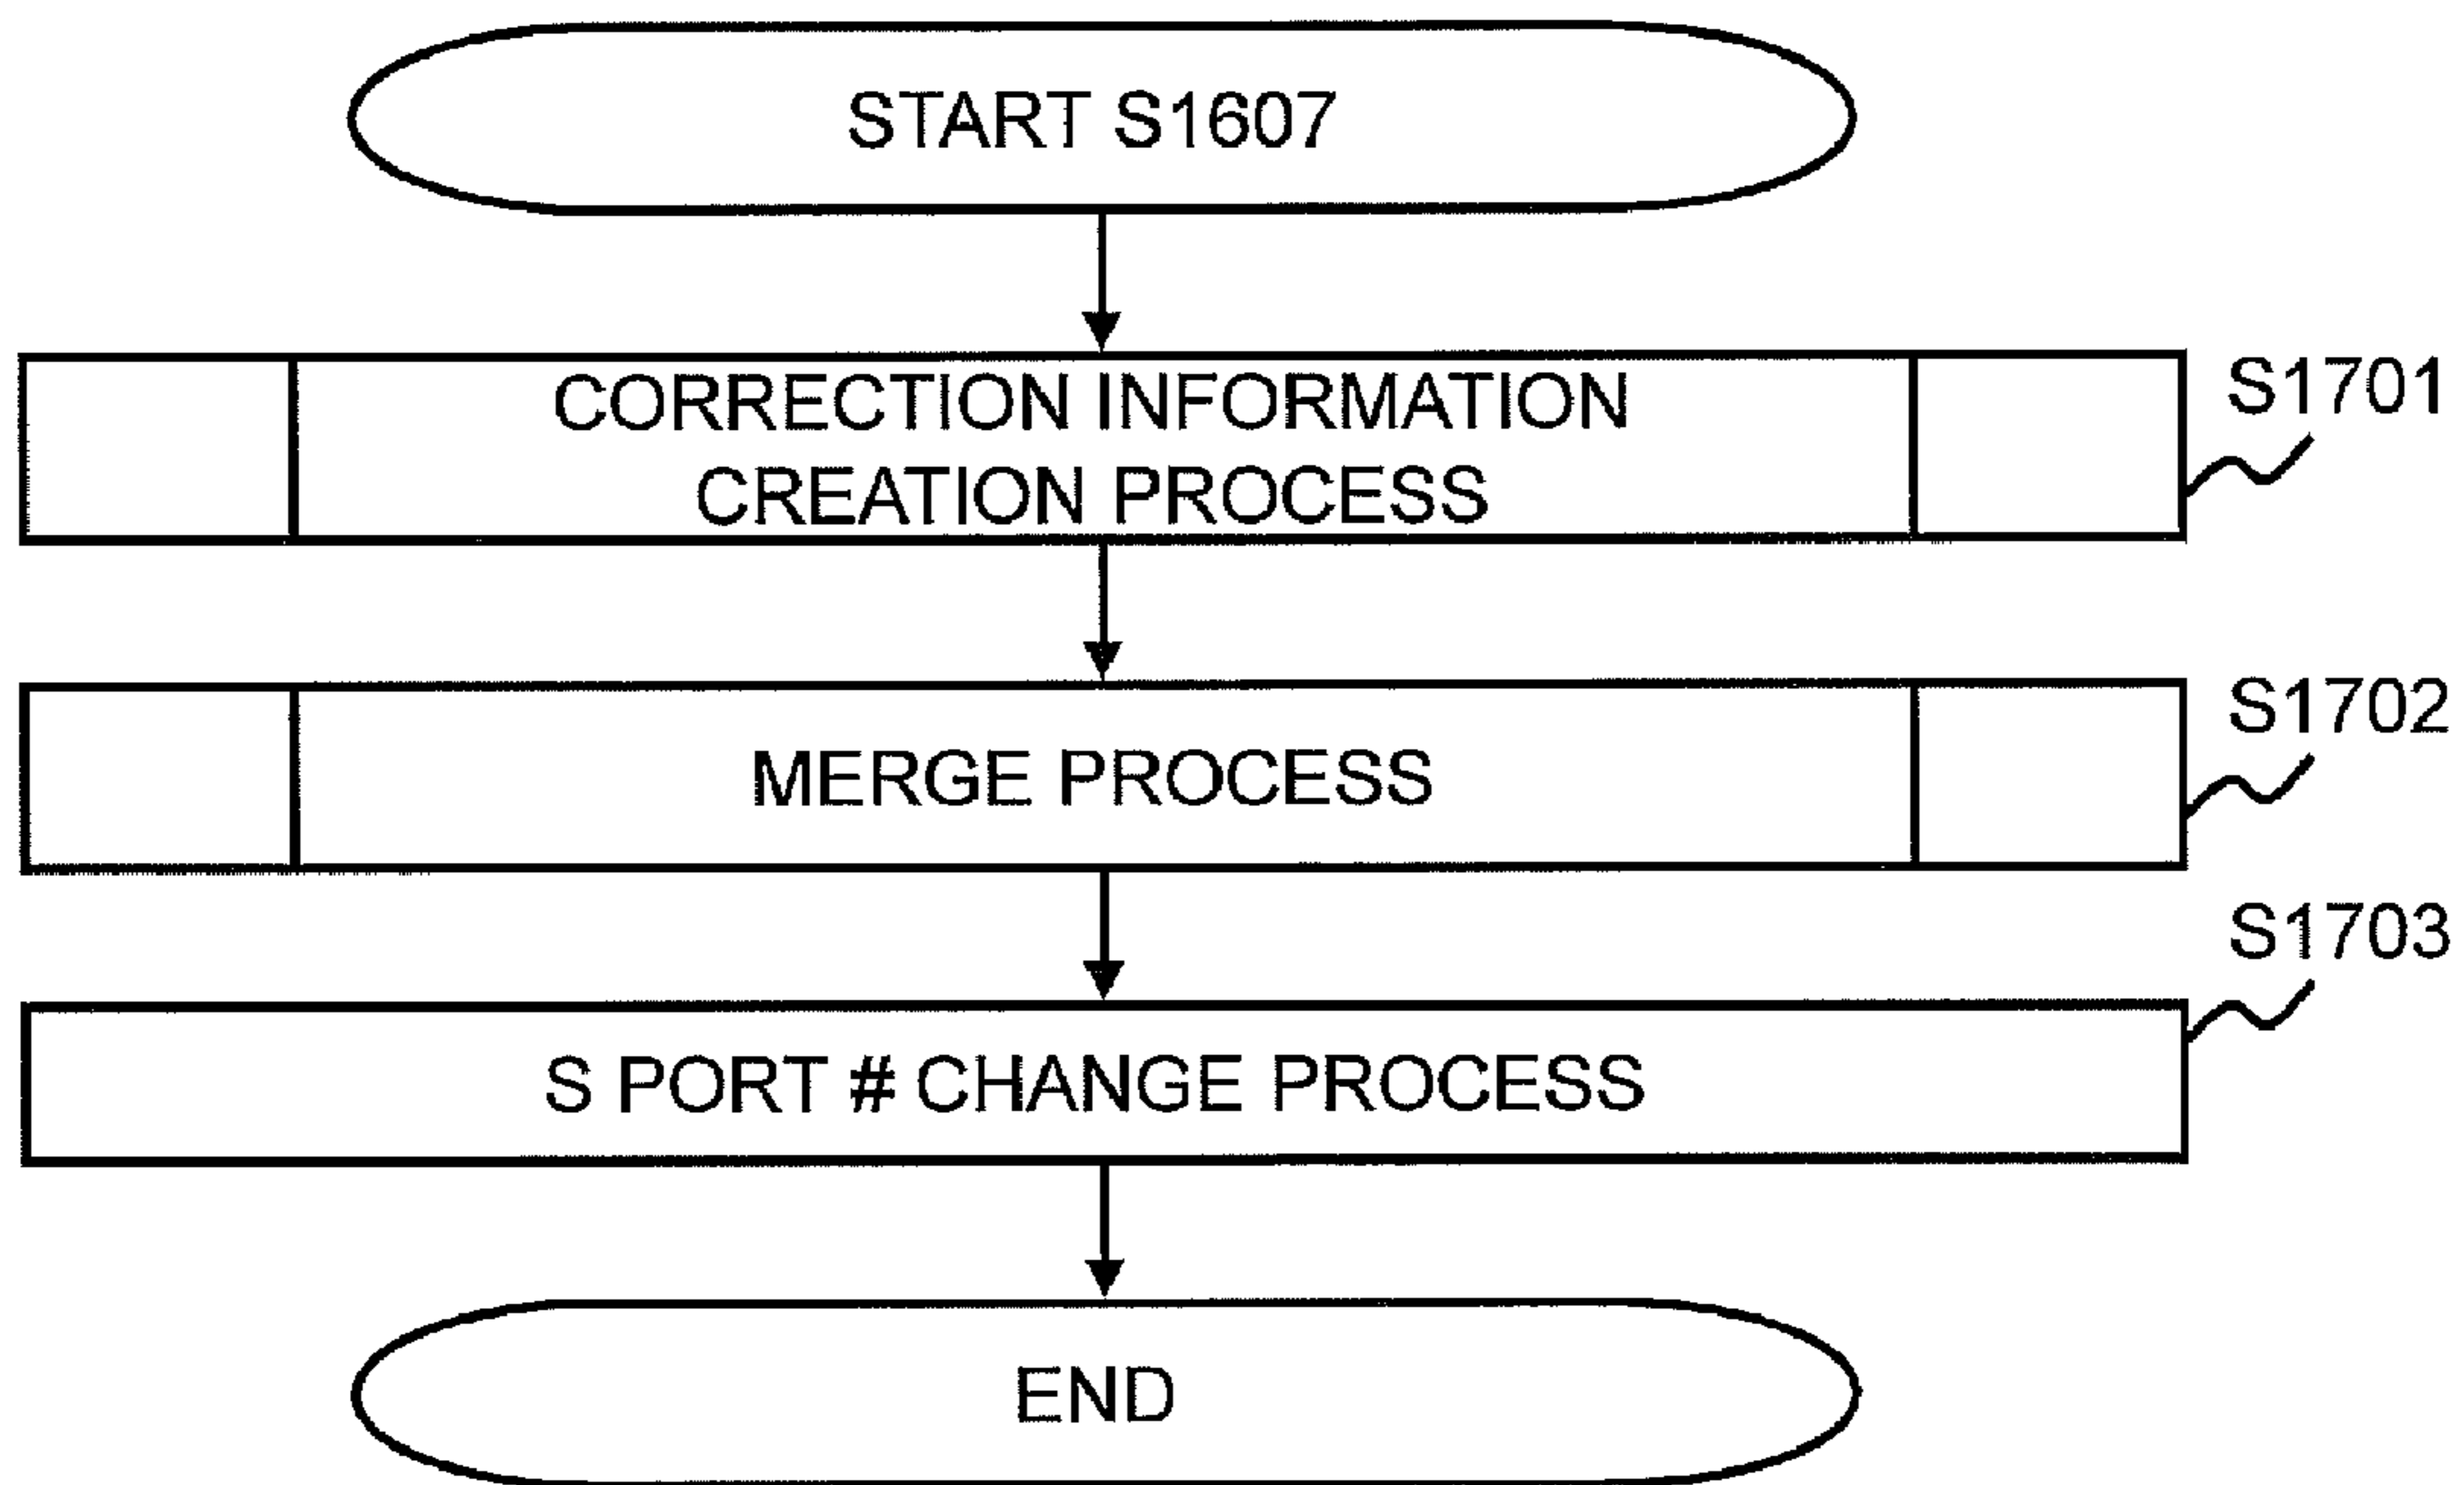 START S1607
CORRECTION INFORMATION
CREATION PROCESS
S1701
MERGE PROCESS
S1702
S PORT # CHANGE PROCESS
S1703
END